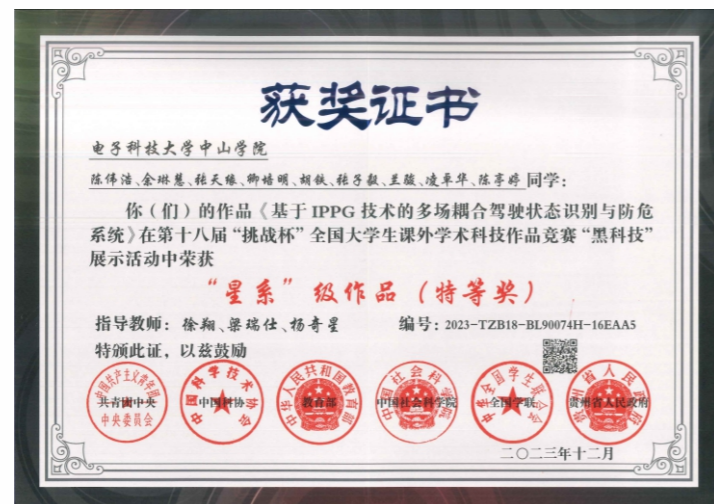 获奖证书
电子科技大学中山学院
陈伟浩、余琳慧、张天缘、卿培明、胡铁、张子毅、兰骏、凌卓华、陈亭婷 同学：
你（们）的作品《基于 IPPG 技术的多场耦合驾驶状态识别与防危
系统》在第十八届“挑战杯”全国大学生课外学术科技作品竞赛“黑科技”
展示活动中荣获
“星系”级作品（特等奖）
指导教师：徐翔、梁瑞仕、杨奇星 编号：2023-TZB18-BL90074H-16EAA5
特颁此证，以兹鼓励
共青团中央 中国科协 教育部 中国社会科学院 全国学联 贵州省人民政府
中央委员会
二〇二三年十二月